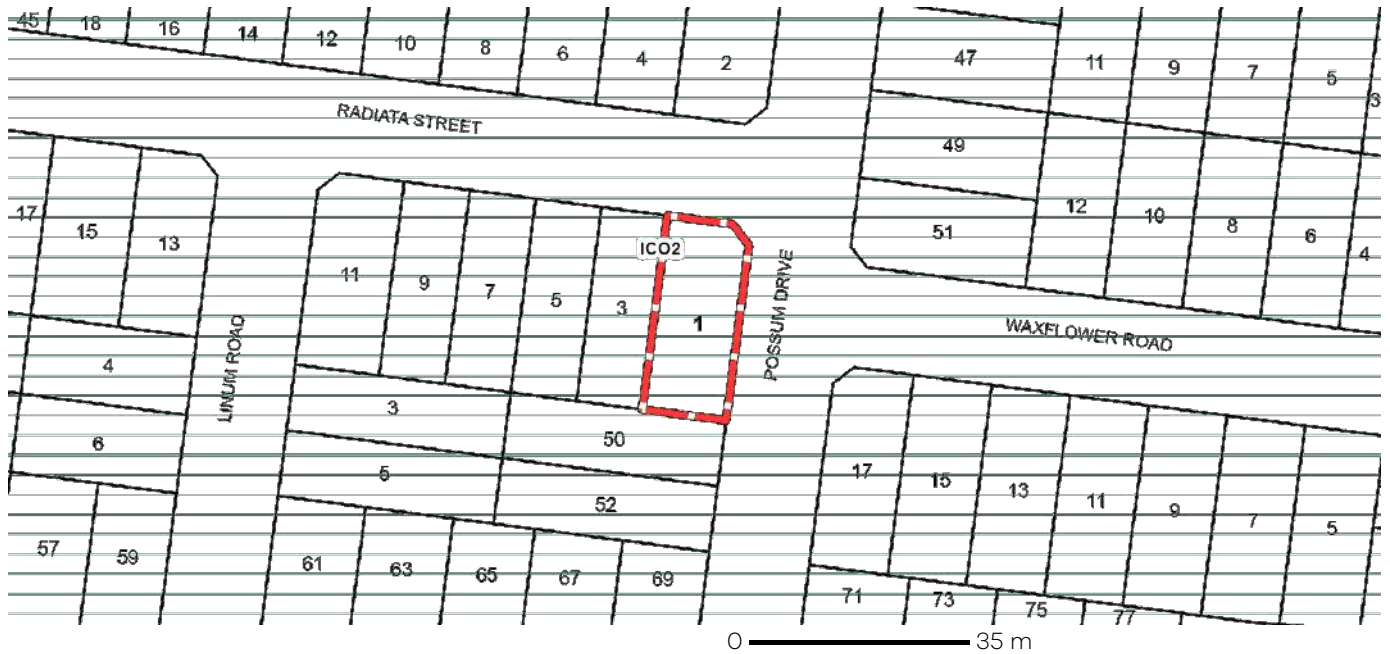 45 18 16 14 12 10 8 6 4 2 47 11 9 7 5 3
RADIATA STREET
49
17 15 13 51 12 10 8 6 4
ICO2
11 9 7 5 3 1
POSSUM DRIVE
WAXFLOWER ROAD
LINUM ROAD
4
3
6 50
5 17 15 13 11 9 7 5
52
57 59 61 63 65 67 69 71 73 75 77
0 35 m